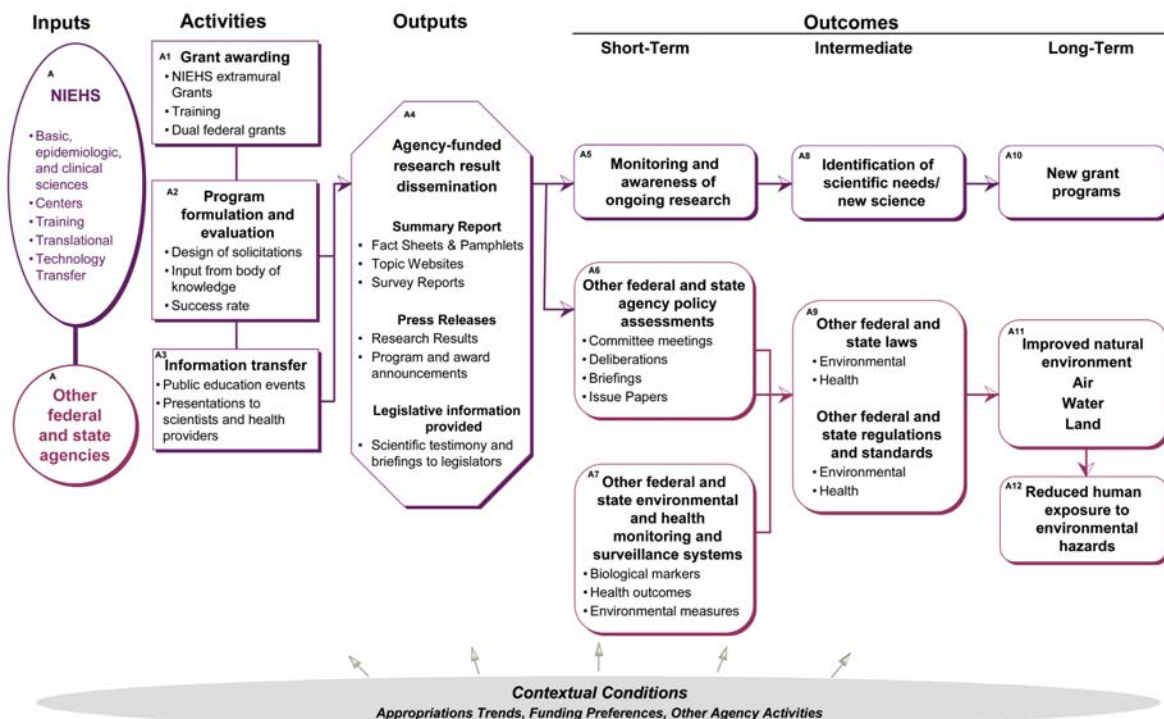 Inputs
Activities
Outputs
Outcomes
Short-Term
Intermediate
Long-Term
A
NIEHS
• Basic,
epidemiologic,
and clinical
sciences
• Centers
• Training
• Translational
• Technology
Transfer
A
Other
federal
and state
agencies
A1
Grant awarding
• NIEHS extramural
Grants
• Training
• Dual federal grants
A2
Program
formulation and
evaluation
• Design of solicitations
• Input from body of
knowledge
• Success rate
A3
Information transfer
• Public education events
• Presentations to
scientists and health
providers
A4
Agency-funded
research result
dissemination
Summary Report
• Fact Sheets & Pamphlets
• Topic Websites
• Survey Reports
Press Releases
• Research Results
• Program and award
announcements
Legislative information
provided
• Scientific testimony and
briefings to legislators
A5
Monitoring and
awareness of
ongoing research
A6
Other federal and state
agency policy
assessments
• Committee meetings
• Deliberations
• Briefings
• Issue Papers
A7
Other federal and
state environmental
and health
monitoring and
surveillance systems
• Biological markers
• Health outcomes
• Environmental measures
A8
Identification of
scientific needs/
new science
A9
Other federal and
state laws
• Environmental
• Health
Other federal and
state regulations
and standards
• Environmental
• Health
A10
New grant
programs
A11
Improved natural
environment
Air
Water
Land
A12
Reduced human
exposure to
environmental
hazards
Contextual Conditions
Appropriations Trends, Funding Preferences, Other Agency Activities